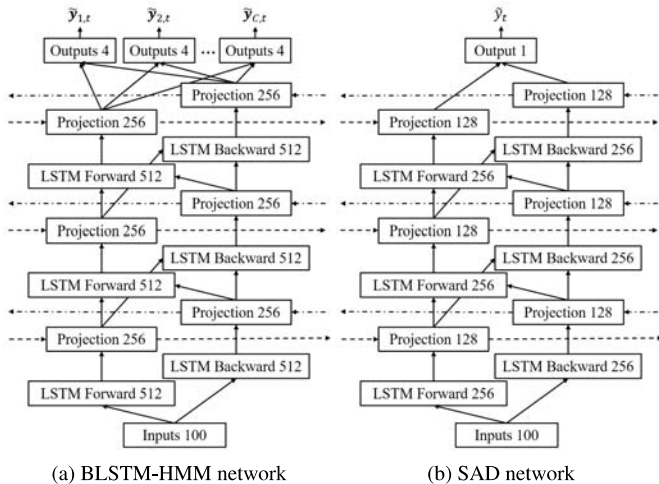 ỹ1,t ỹ2,t ỹC,t
Outputs 4 Outputs 4 ... Outputs 4
Projection 256
Projection 256
LSTM Backward 512
LSTM Forward 512
Projection 256
Projection 256
LSTM Backward 512
LSTM Forward 512
Projection 256
Projection 256
LSTM Backward 512
LSTM Forward 512
Inputs 100
(a) BLSTM-HMM network
ỹt
Output 1
Projection 128
Projection 128
LSTM Backward 256
LSTM Forward 256
Projection 128
Projection 128
LSTM Backward 256
LSTM Forward 256
Projection 128
Projection 128
LSTM Backward 256
LSTM Forward 256
Inputs 100
(b) SAD network